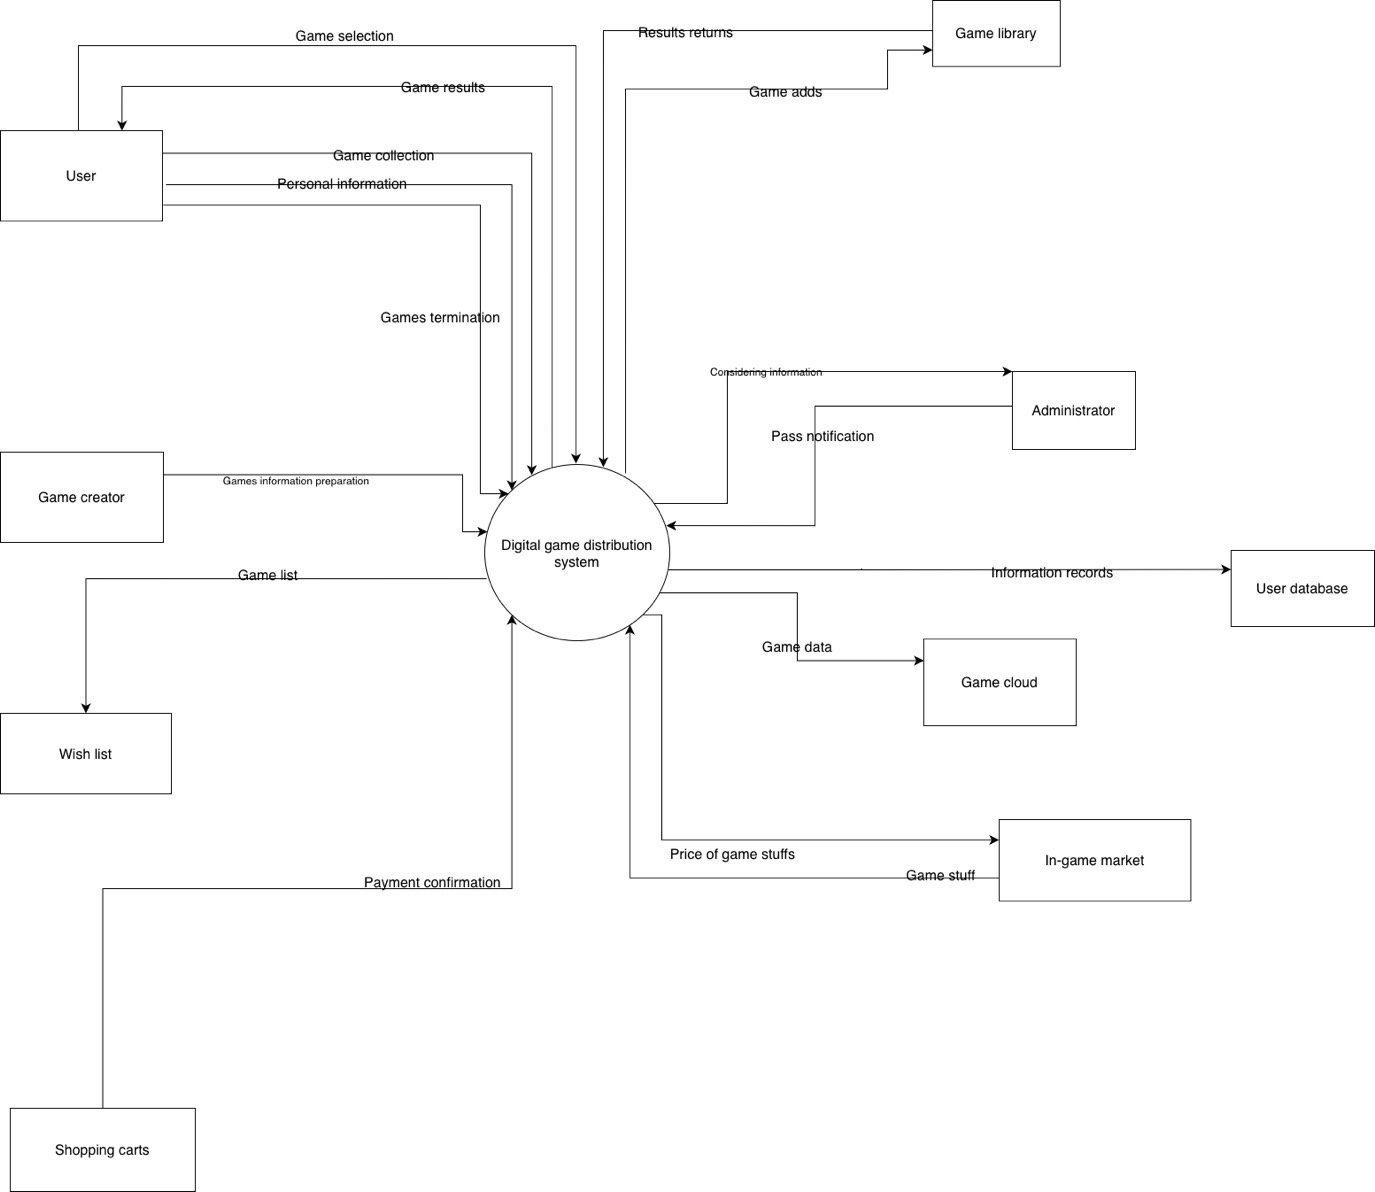 Game selection
Results returns
Game library
Game results
Game adds
Game collection
User
Personal information
Games termination
Considering information
Administrator
Pass notification
Game creator
Games information preparation
Digital game distribution
system
Game list
Information records
User database
Game data
Game cloud
Wish list
Price of game stuffs
In-game market
Game stuff
Payment confirmation
Shopping carts